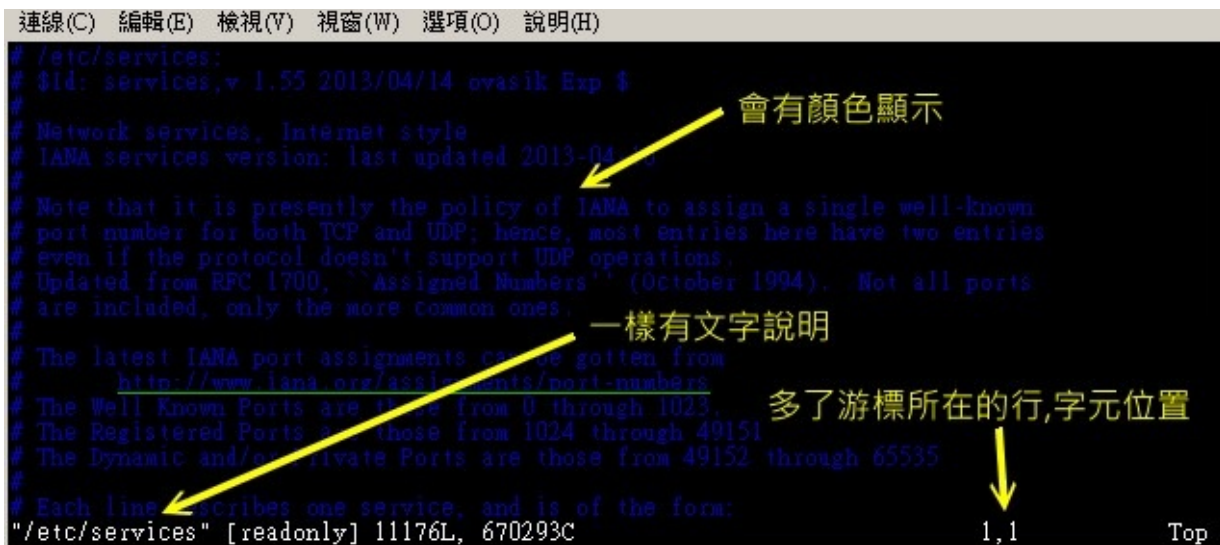 連線(C) 編輯(E) 檢視(V) 視窗(W) 選項(O) 說明(H)
# /etc/services:
# $Id: services,v 1.55 2013/04/14 ovasik Exp $
#
會有顏色顯示
# Network services, Internet style
# IANA services version: last updated 2013-04-10
#
# Note that it is presently the policy of IANA to assign a single well-known
# port number for both TCP and UDP; hence, most entries here have two entries
# even if the protocol doesn't support UDP operations.
# Updated from RFC 1700, ``Assigned Numbers'' (October 1994).  Not all ports
# are included, only the more common ones.
#
一樣有文字說明
# The latest IANA port assignments can be gotten from
#       http://www.iana.org/assignments/port-numbers
# The Well Known Ports are those from 0 through 1023.
多了游標所在的行,字元位置
# The Registered Ports are those from 1024 through 49151
# The Dynamic and/or Private Ports are those from 49152 through 65535
#
# Each line describes one service, and is of the form:
"/etc/services" [readonly] 11176L, 670293C 1,1 Top